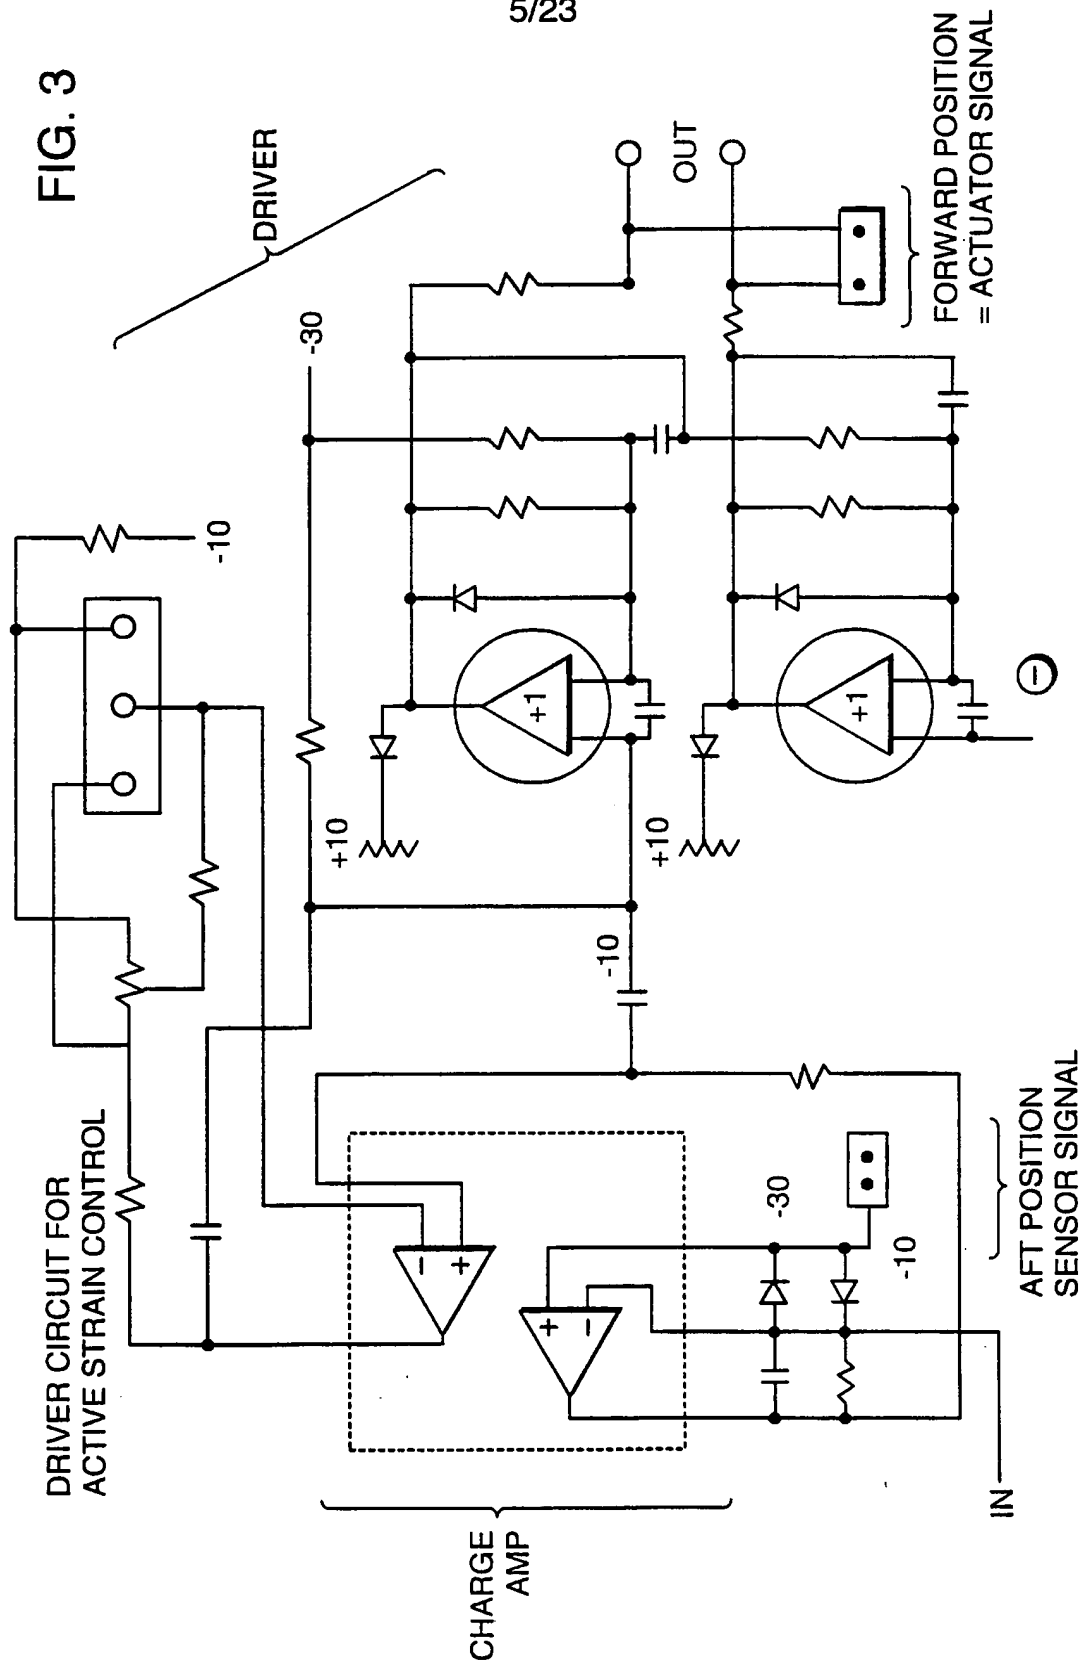 5/23
FIG. 3
DRIVER CIRCUIT FOR
ACTIVE STRAIN CONTROL
-10
DRIVER
-30
+10
+1
-10
+10
+1
−
OUT
FORWARD POSITION
= ACTUATOR SIGNAL
CHARGE
AMP
−
+
+
−
-30
-10
AFT POSITION
SENSOR SIGNAL
IN